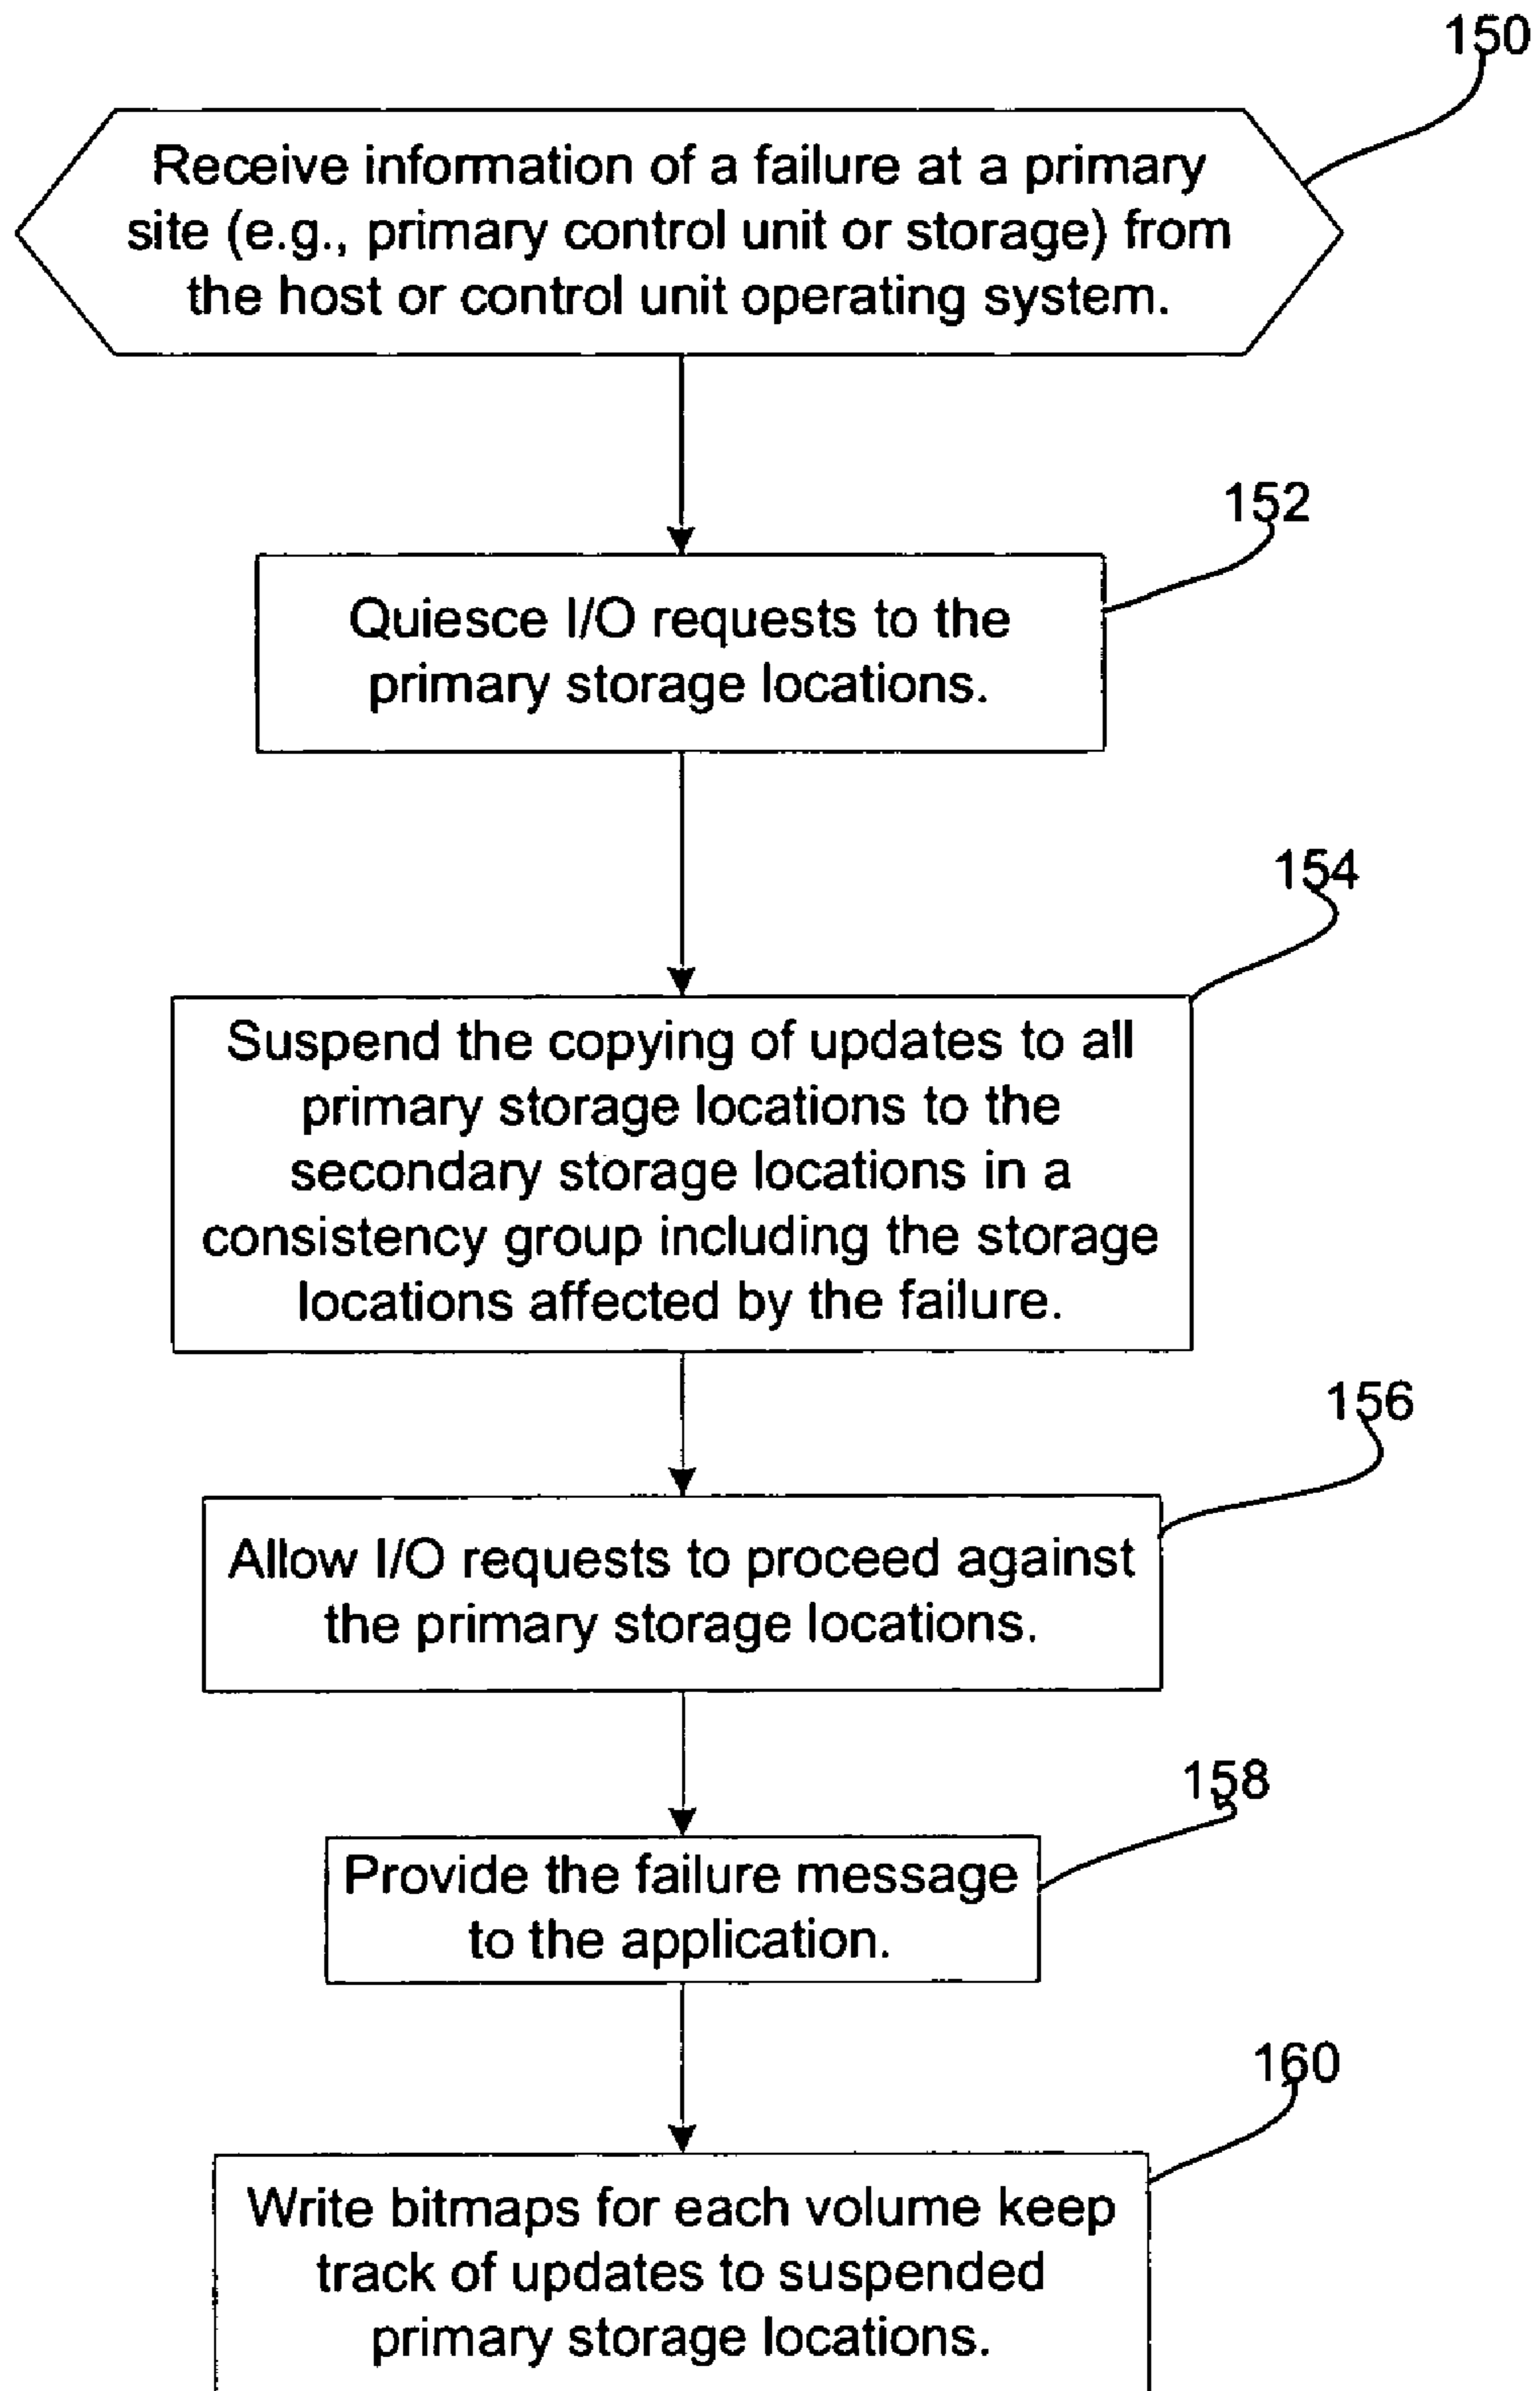 150
Receive information of a failure at a primary
site (e.g., primary control unit or storage) from
the host or control unit operating system.
152
Quiesce I/O requests to the
primary storage locations.
154
Suspend the copying of updates to all
primary storage locations to the
secondary storage locations in a
consistency group including the storage
locations affected by the failure.
156
Allow I/O requests to proceed against
the primary storage locations.
158
Provide the failure message
to the application.
160
Write bitmaps for each volume keep
track of updates to suspended
primary storage locations.